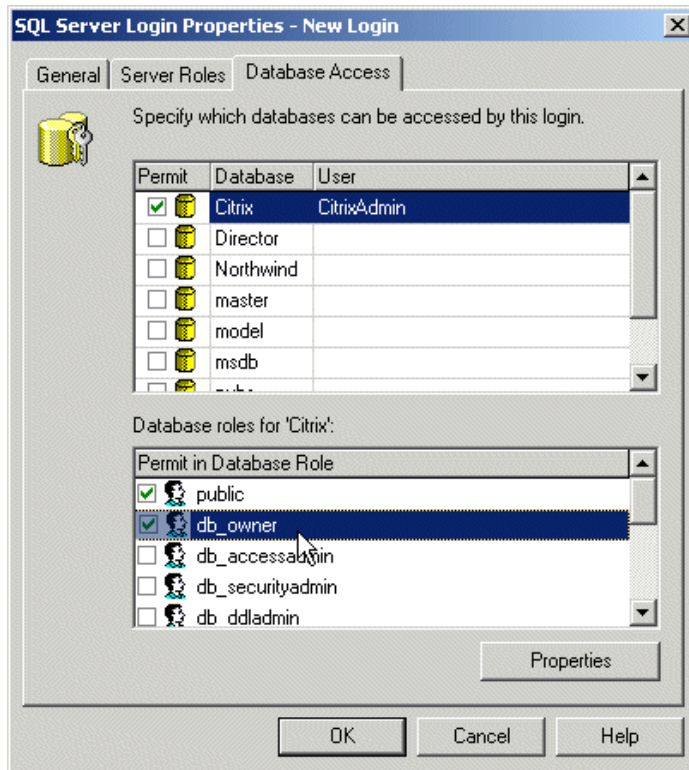 SQL Server Login Properties - New Login
General Server Roles Database Access
Specify which databases can be accessed by this login.
Permit Database User
Citrix CitrixAdmin
Director
Northwind
master
model
msdb
Database roles for 'Citrix':
Permit in Database Role
public
db_owner
db_accessadmin
db_securityadmin
db_ddladmin
Properties
OK Cancel Help